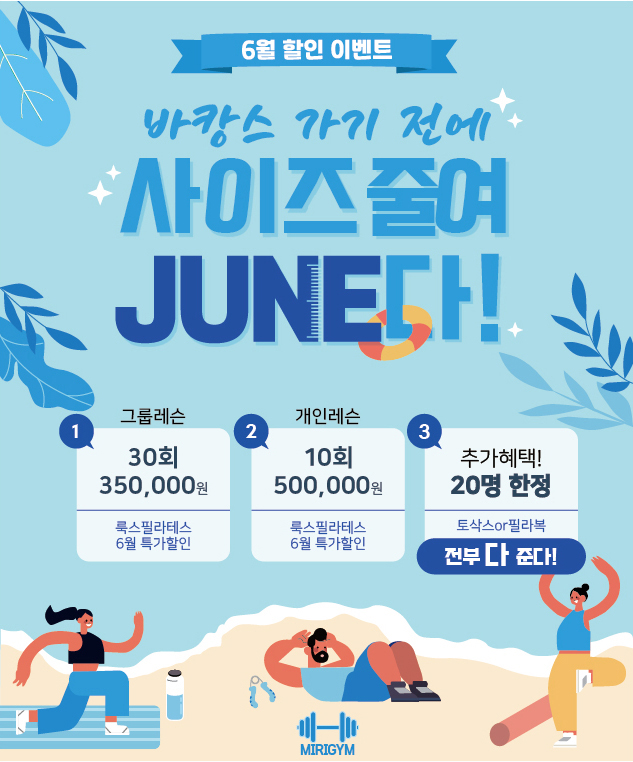 6월 할인 이벤트
바캉스 가기 전에
사이즈 줄여
JUNE다!
1
그룹레슨
30회
350,000원
룩스필라테스
6월 특가할인
2
개인레슨
10회
500,000원
룩스필라테스
6월 특가할인
3
추가혜택!
20명 한정
토삭스or필라복
전부 다 준다!
MIRIGYM